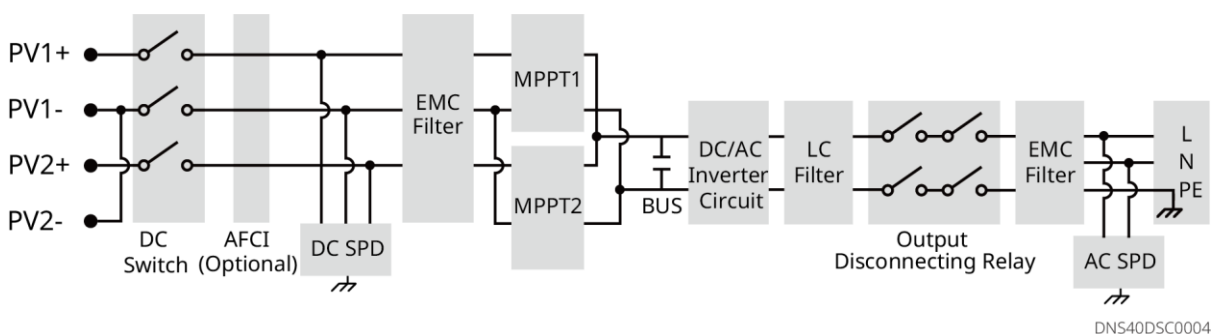 PV1+
PV1-
PV2+
PV2-
DC
Switch
AFCI
(Optional)
DC SPD
EMC
Filter
MPPT1
MPPT2
BUS
DC/AC
Inverter
Circuit
LC
Filter
Output
Disconnecting Relay
EMC
Filter
L
N
PE
AC SPD
DNS40DSC0004